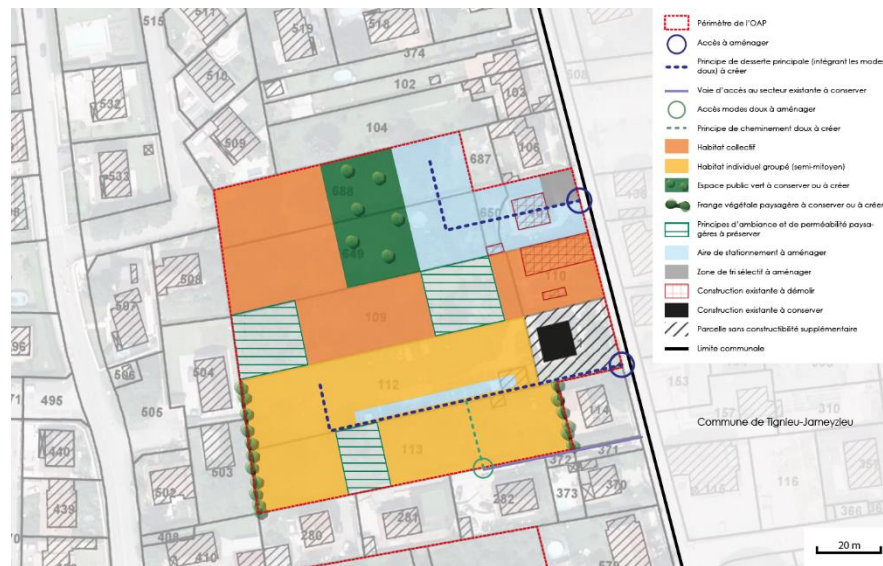 515
511
519
518
374
510
102
532
103
104
509
106
533
687
688
650
649
508
110
109
507
504
506
112
495
505
114
113
503
371
440
372
502
282
373
370
439
281
280
408
410
Périmètre de l'OAP
Accès à aménager
Principe de desserte principale (intégrant les modes
doux) à créer
Voie d'accès au secteur existante à conserver
Accès modes doux à aménager
Principe de cheminement doux à créer
Habitat collectif
Habitat individuel groupé (semi-mitoyen)
Espace public vert à conserver ou à créer
Frange végétale paysagère à conserver ou à créer
Principes d'ambiance et de perméabilité paysa-
gères à préserver
Aire de stationnement à aménager
Zone de tri sélectif à aménager
Construction existante à démolir
Construction existante à conserver
Parcelle sans constructibilité supplémentaire
Limite communale
153
157
310
Commune de Tignieu-Jameyzieu
115
116
20 m